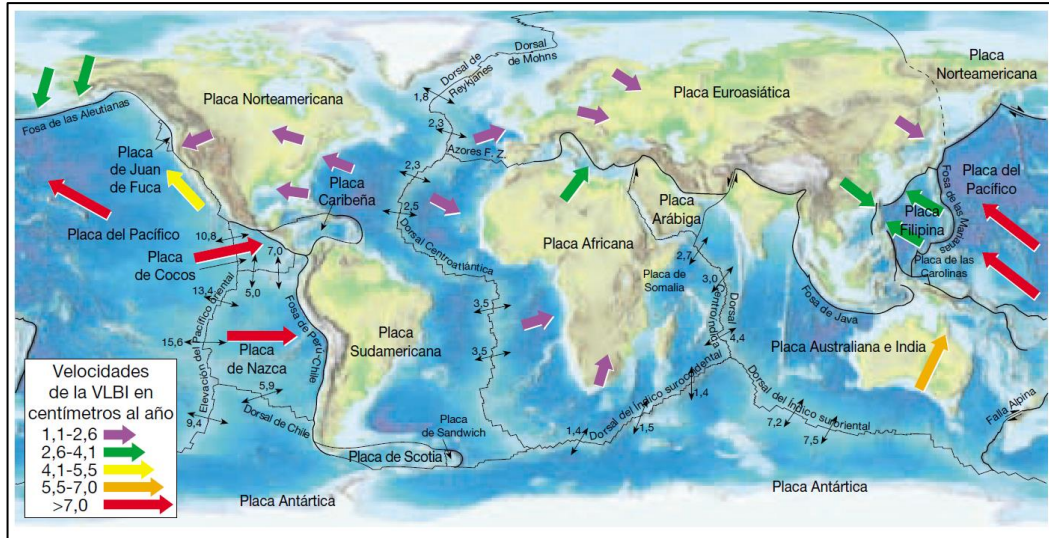 Dorsal
de Mohns
Dorsal de
Reykjanes
Placa
Norteamericana
Placa Norteamericana
Placa Euroasiática
Fosa de las Aleutianas
1,8
2,3
Azores F. Z.
Placa
de Juan
de Fuca
2,3
Placa
Caribeña
2,5
Placa
Arábiga
Placa
Filipina
Fosa de las Marianas
Placa del
Pacífico
Placa del Pacífico
10,8
7,0
Placa
de Cocos
5,0
13,4
Dorsal Centroatlántica
Placa Africana
2,7
Placa de
Somalia
3,0
Dorsal
Centroíndica
Placa de las
Carolinas
Fosa de Java
15,6
Elevación del Pacífico oriental
Placa
de Nazca
Fosa de Perú-Chile
Placa
Sudamericana
3,5
3,5
4,4
Placa Australiana e India
5,9
9,4
Dorsal de Chile
Placa
de Sandwich
Placa de Scotia
1,4
Dorsal del Índico suroccidental
1,5
1,4
Dorsal del Índico suroriental
7,2
7,5
Falla Alpina
Placa Antártica
Placa Antártica
Velocidades
de la VLBI en
centímetros al año
1,1-2,6
2,6-4,1
4,1-5,5
5,5-7,0
>7,0